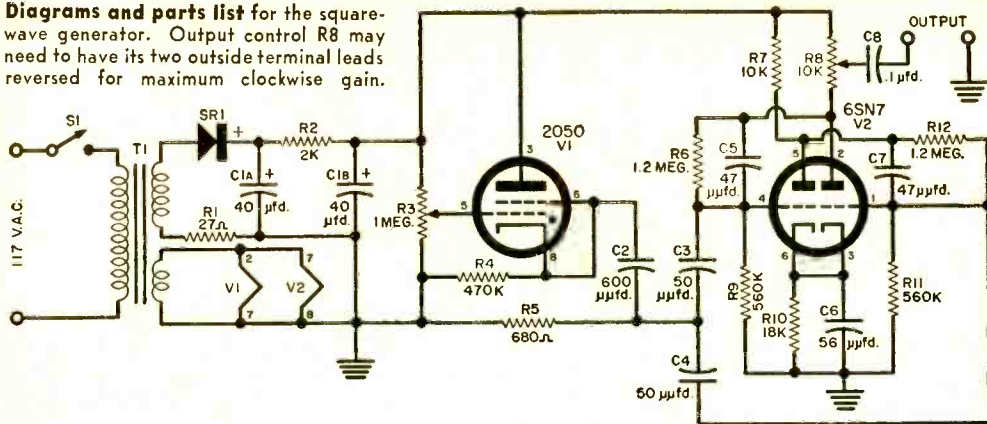 Diagrams and parts list for the square-
wave generator. Output control R8 may
need to have its two outside terminal leads
reversed for maximum clockwise gain.
OUTPUT
C8
.1 µfd.
R7
10K
R8
10K
6SN7
V2
S1
T1
SR1
+
R2
2K
2050
V1
3
R12
1.2 MEG.
C5
47
µµfd.
R6
1.2 MEG.
5
2
C7
47µµfd.
117 V.A.C.
C1A
+
40
µfd.
C1B
+
40
µfd.
R3
1 MEG.
5
6
8
4
1
R1
27Ω
R4
470K
C2
600
µµfd.
C3
50
µµfd.
6
3
R9
560K
R11
560K
2
7
V1
V2
7
8
R5
680Ω
R10
18K
C6
56
µµfd.
C4
50 µµfd.